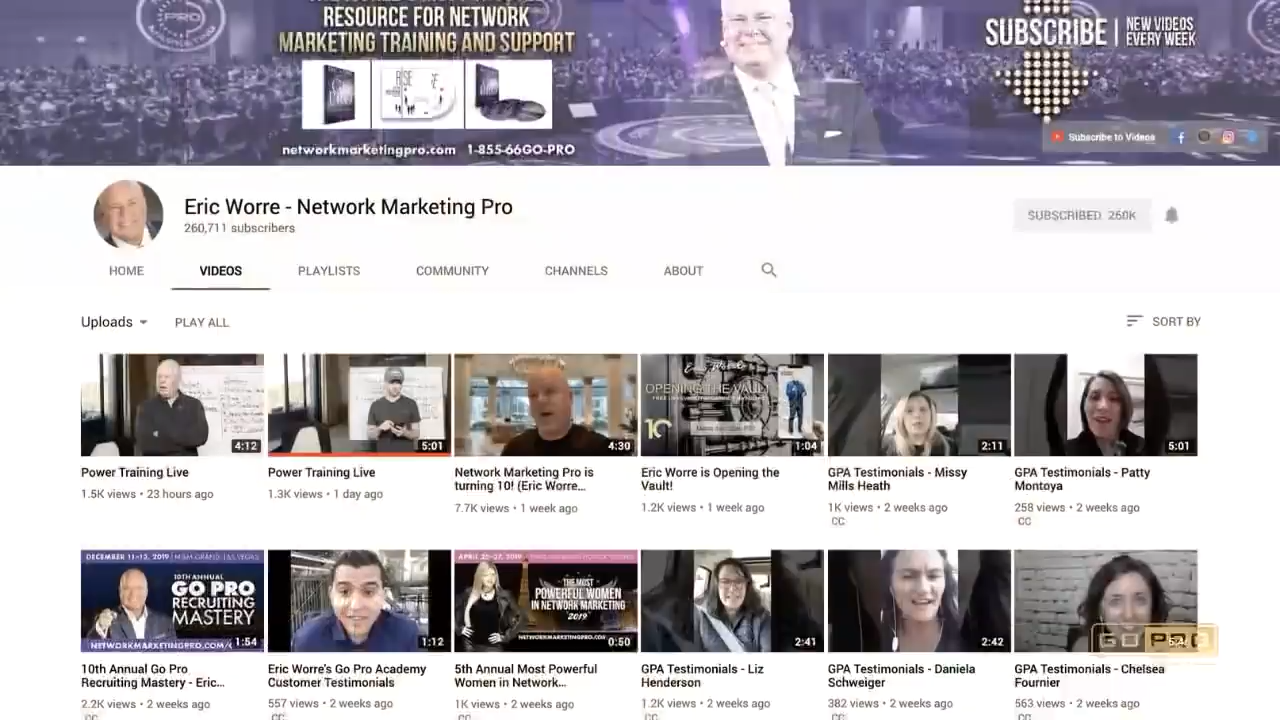 RESOURCE FOR NETWORK
MARKETING TRAINING AND SUPPORT
networkmarketingpro.com 1-855-66GO-PRO
SUBSCRIBE | NEW VIDEOS EVERY WEEK
Subscribe to Videos
Eric Worre - Network Marketing Pro
260,711 subscribers
SUBSCRIBED 260K
HOME VIDEOS PLAYLISTS COMMUNITY CHANNELS ABOUT
Uploads PLAY ALL SORT BY
OPENING THE VAULT
10
4:12 5:01 4:30 1:04 2:11 5:01
Power Training Live
1.5K views • 23 hours ago
Power Training Live
1.3K views • 1 day ago
Network Marketing Pro is
turning 10! (Eric Worre...
7.7K views • 1 week ago
Eric Worre is Opening the
Vault!
1.2K views • 1 week ago
GPA Testimonials - Missy
Mills Heath
1K views • 2 weeks ago
CC
GPA Testimonials - Patty
Montoya
258 views • 2 weeks ago
CC
DECEMBER 11-13, 2019 | MGM GRAND, LAS VEGAS
10TH ANNUAL
GO PRO
RECRUITING
MASTERY
1:54
1:12
THE MOST
POWERFUL WOMEN
IN NETWORK MARKETING
2019
0:50
2:41
2:42
GO PRO
10th Annual Go Pro
Recruiting Mastery - Eric...
2.2K views • 2 weeks ago
CC
Eric Worre's Go Pro Academy
Customer Testimonials
557 views • 2 weeks ago
CC
5th Annual Most Powerful
Women in Network...
1K views • 2 weeks ago
CC
GPA Testimonials - Liz
Henderson
1.2K views • 2 weeks ago
CC
GPA Testimonials - Daniela
Schweiger
382 views • 2 weeks ago
CC
GPA Testimonials - Chelsea
Fournier
563 views • 2 weeks ago
CC